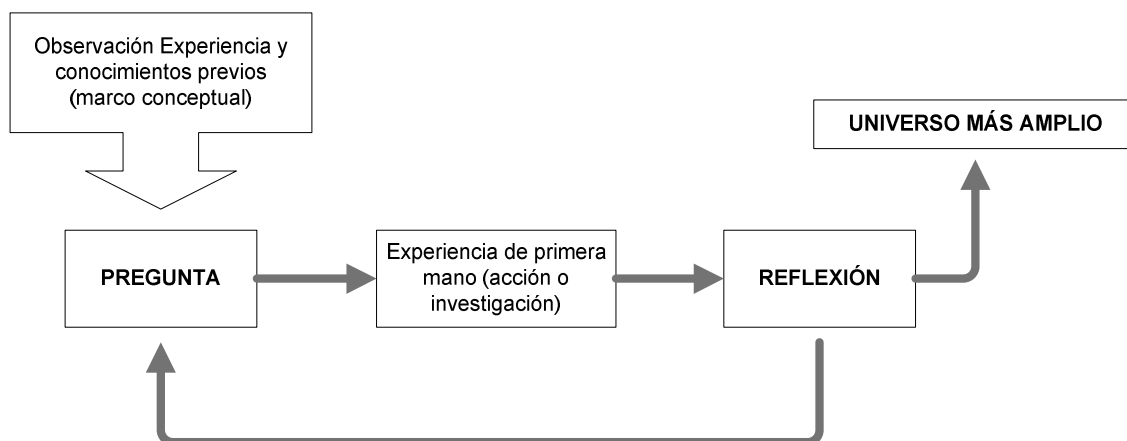 Observación Experiencia y
conocimientos previos
(marco conceptual)
UNIVERSO MÁS AMPLIO
PREGUNTA
Experiencia de primera
mano (acción o
investigación)
REFLEXIÓN